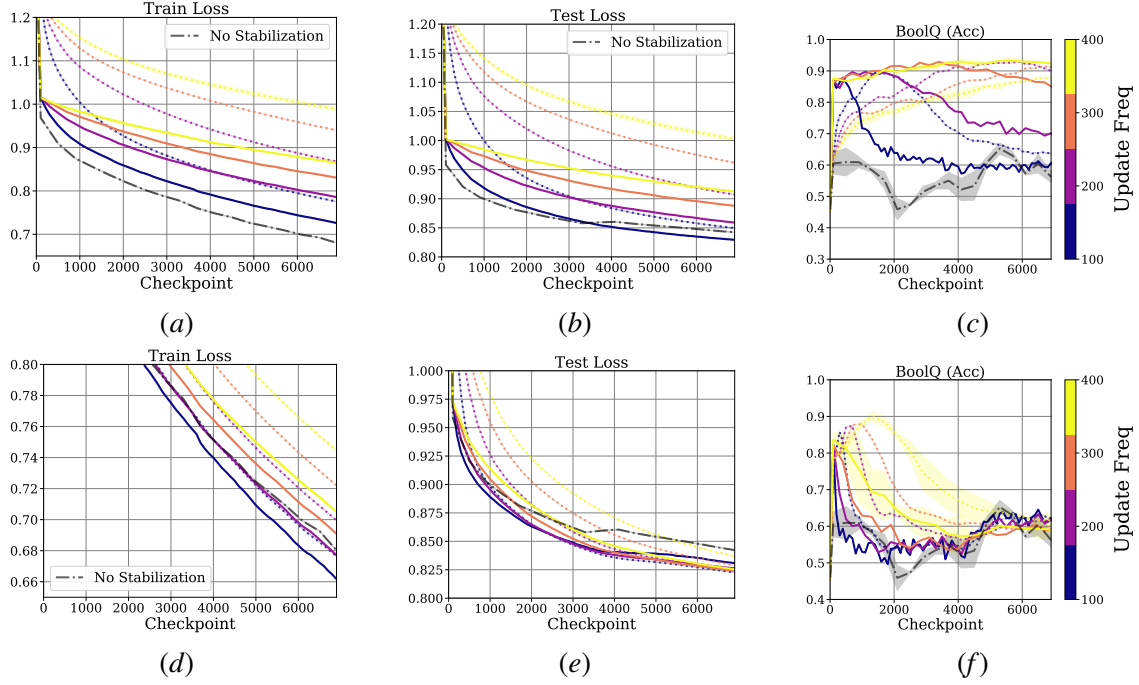 Train Loss
1.2
1.1
1.0
0.9
0.8
0.7
No Stabilization
0 1000 2000 3000 4000 5000 6000
Checkpoint
(a)
Test Loss
1.20
1.15
1.10
1.05
1.00
0.95
0.90
0.85
0.80
No Stabilization
0 1000 2000 3000 4000 5000 6000
Checkpoint
(b)
BoolQ (Acc)
1.0
0.9
0.8
0.7
0.6
0.5
0.4
0.3
0 2000 4000 6000
Checkpoint
400
300
200
100
Update Freq
(c)
Train Loss
0.80
0.78
0.76
0.74
0.72
0.70
0.68
0.66
No Stabilization
0 1000 2000 3000 4000 5000 6000
Checkpoint
(d)
Test Loss
1.000
0.975
0.950
0.925
0.900
0.875
0.850
0.825
0.800
0 1000 2000 3000 4000 5000 6000
Checkpoint
(e)
BoolQ (Acc)
1.0
0.9
0.8
0.7
0.6
0.5
0.4
0 2000 4000 6000
Checkpoint
400
300
200
100
Update Freq
(f)